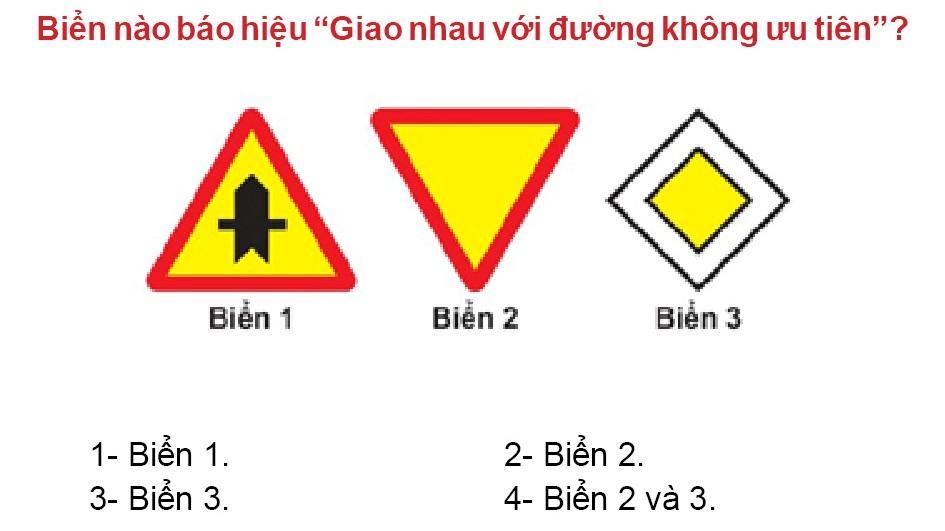 Biển nào báo hiệu “Giao nhau với đường không ưu tiên”?
Biển 1 Biển 2 Biển 3
1- Biển 1. 2- Biển 2.
3- Biển 3. 4- Biển 2 và 3.